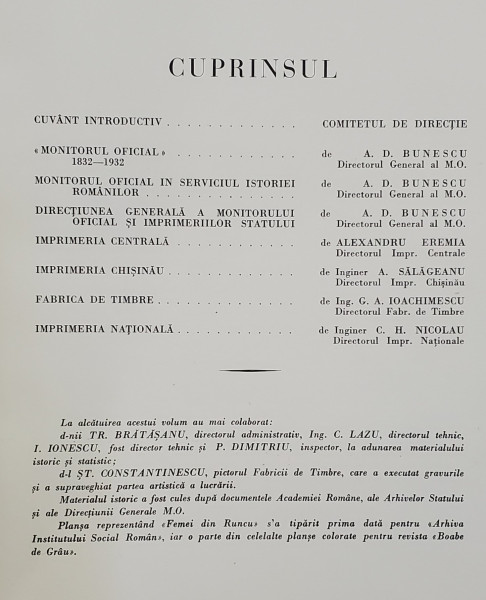 CUPRINSUL
CUVÂNT INTRODUCTIV . . . . . . . . . . . . . COMITETUL DE DIRECȚIE
« MONITORUL OFICIAL » . . . . . . . . . . . . de A. D. BUNESCU
1832—1932 Directorul General al M.O.
MONITORUL OFICIAL IN SERVICIUL ISTORIEI de A. D. BUNESCU
ROMÂNILOR . . . . . . . . . . . . . . . . Directorul General al M.O.
DIRECȚIUNEA GENERALĂ A MONITORULUI de A. D. BUNESCU
OFICIAL ȘI IMPRIMERIILOR STATULUI Directorul General al M.O.
IMPRIMERIA CENTRALĂ . . . . . . . . . . . . de ALEXANDRU EREMIA
Directorul Impr. Centrale
IMPRIMERIA CHIȘINĂU . . . . . . . . . . . . de Inginer A. SĂLĂGEANU
Directorul Impr. Chișinău
FABRICA DE TIMBRE . . . . . . . . . . . . . de Ing. G. A. IOACHIMESCU
Directorul Fabr. de Timbre
IMPRIMERIA NAȚIONALĂ . . . . . . . . . . . de Inginer C. H. NICOLAU
Directorul Impr. Naționale
La alcătuirea acestui volum au mai colaborat:
d-nii TR. BRĂTĂȘANU, directorul administrativ, Ing. C. LAZU, directorul tehnic,
I. IONESCU, fost director tehnic și P. DIMITRIU, inspector, la adunarea materialului
istoric și statistic;
d-l ȘT. CONSTANTINESCU, pictorul Fabricii de Timbre, care a executat gravurile
și a supraveghiat partea artistică a lucrării.
Materialul istoric a fost cules după documentele Academiei Române, ale Arhivelor Statului
și ale Direcțiunii Generale M.O.
Planșa reprezentând «Femei din Runcu» s'a tipărit prima dată pentru «Arhiva
Institutului Social Român», iar o parte din celelalte planșe colorate pentru revista «Boabe
de Grâu».